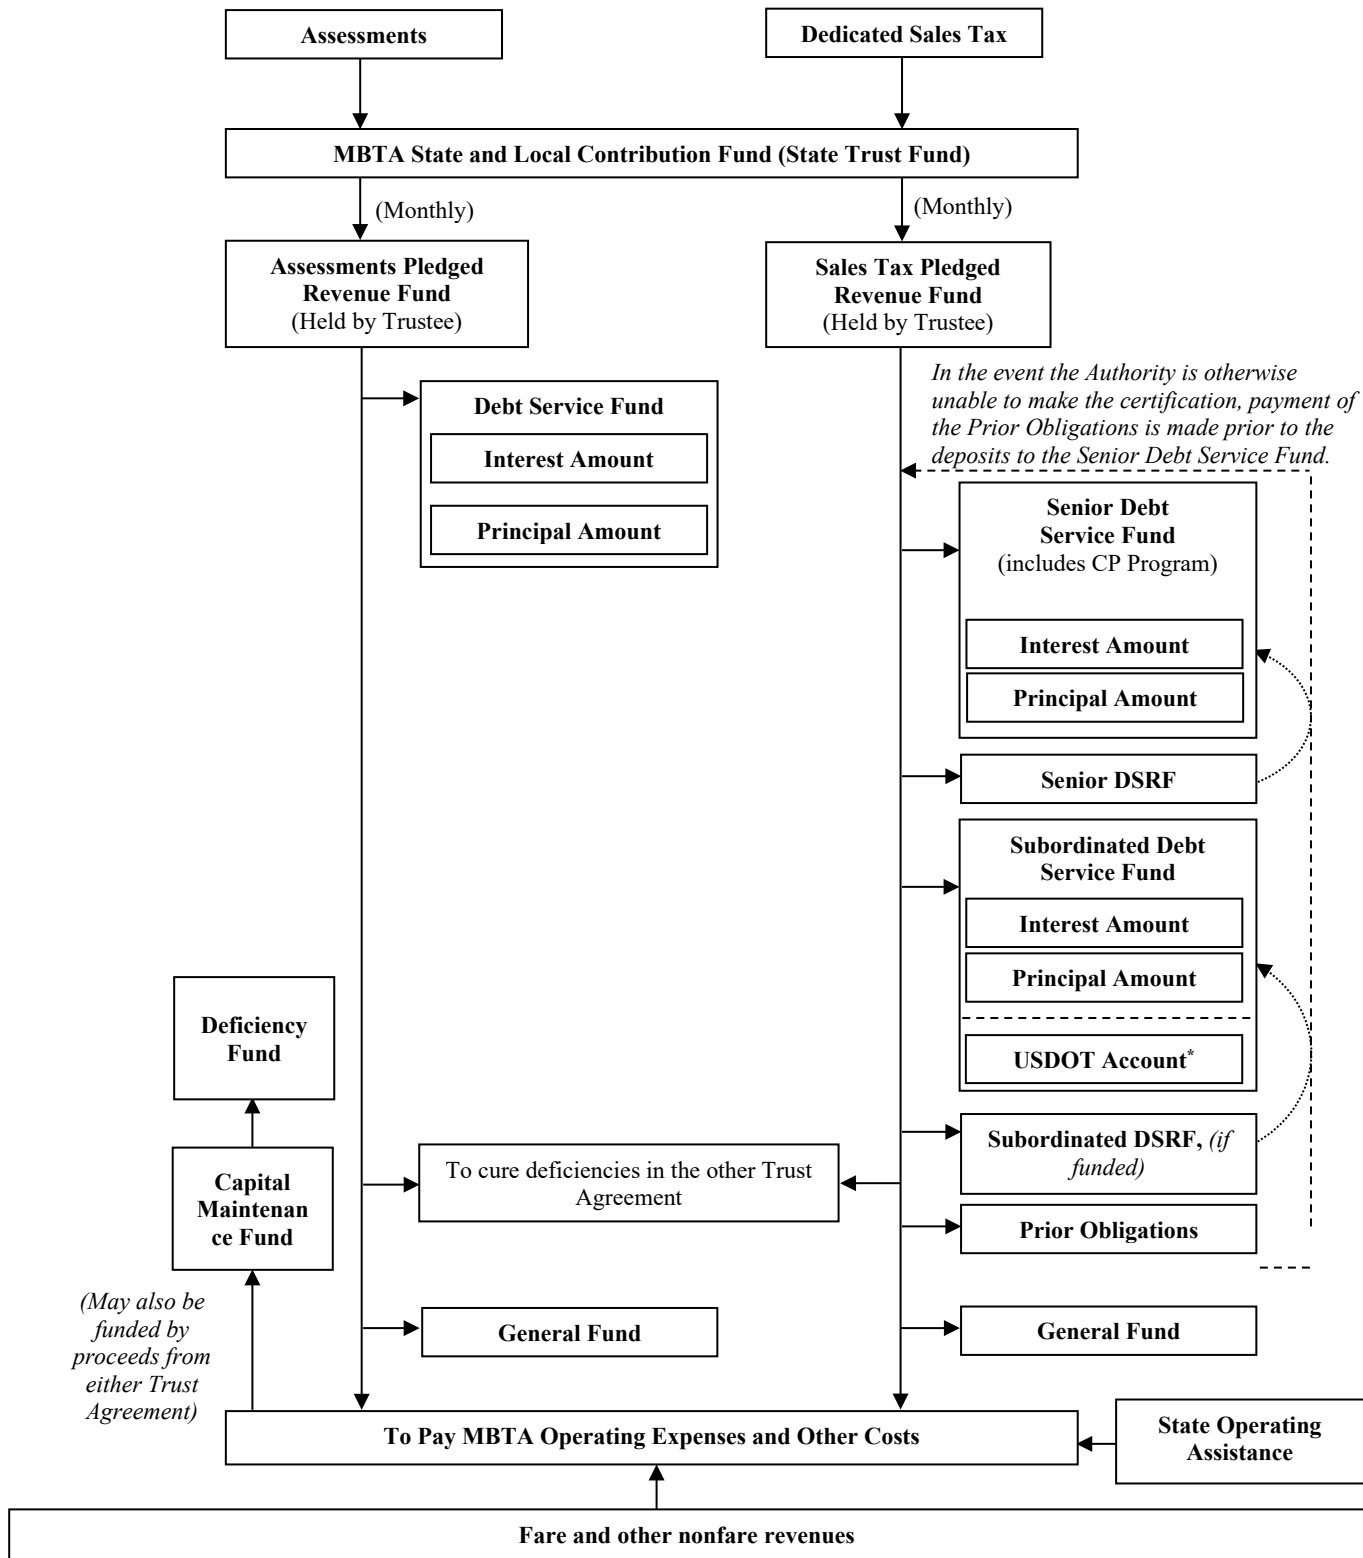 Assessments
Dedicated Sales Tax
MBTA State and Local Contribution Fund (State Trust Fund)
(Monthly)
(Monthly)
Assessments Pledged
Revenue Fund
(Held by Trustee)
Sales Tax Pledged
Revenue Fund
(Held by Trustee)
In the event the Authority is otherwise
unable to make the certification, payment of
the Prior Obligations is made prior to the
deposits to the Senior Debt Service Fund.
Debt Service Fund
Interest Amount
Principal Amount
Senior Debt
Service Fund
(includes CP Program)
Interest Amount
Principal Amount
Senior DSRF
Subordinated Debt
Service Fund
Interest Amount
Principal Amount
USDOT Account*
Deficiency
Fund
Subordinated DSRF, (if
funded)
To cure deficiencies in the other Trust
Agreement
Capital
Maintenan
ce Fund
Prior Obligations
(May also be
funded by
proceeds from
either Trust
Agreement)
General Fund
General Fund
To Pay MBTA Operating Expenses and Other Costs
State Operating
Assistance
Fare and other nonfare revenues